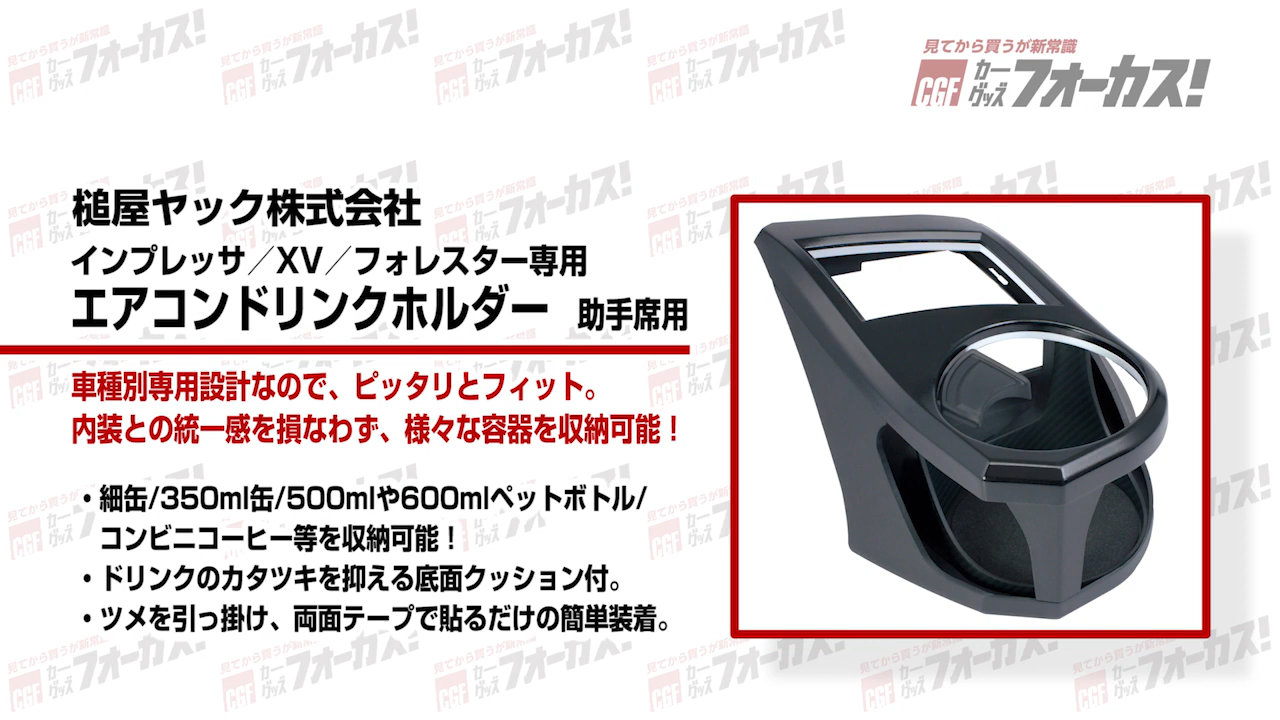 見てから買うが新常識
CGF カーグッズフォーカス!
槌屋ヤック株式会社
インプレッサ／XV／フォレスター専用
エアコンドリンクホルダー 助手席用
車種別専用設計なので、ピッタリとフィット。
内装との統一感を損なわず、様々な容器を収納可能！
・細缶/350ml缶/500mlや600mlペットボトル/
コンビニコーヒー等を収納可能！
・ドリンクのカタツキを抑える底面クッション付。
・ツメを引っ掛け、両面テープで貼るだけの簡単装着。